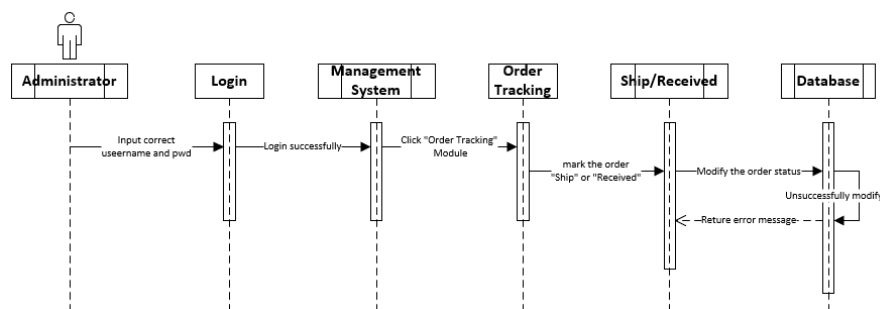 Administrator
Login
Management
System
Order
Tracking
Ship/Received
Database
Input correct
useername and pwd
Login successfully
Click "Order Tracking"
Module
mark the order
"Ship" or "Received"
Modify the order status
Unsuccessfully modify
Reture error message